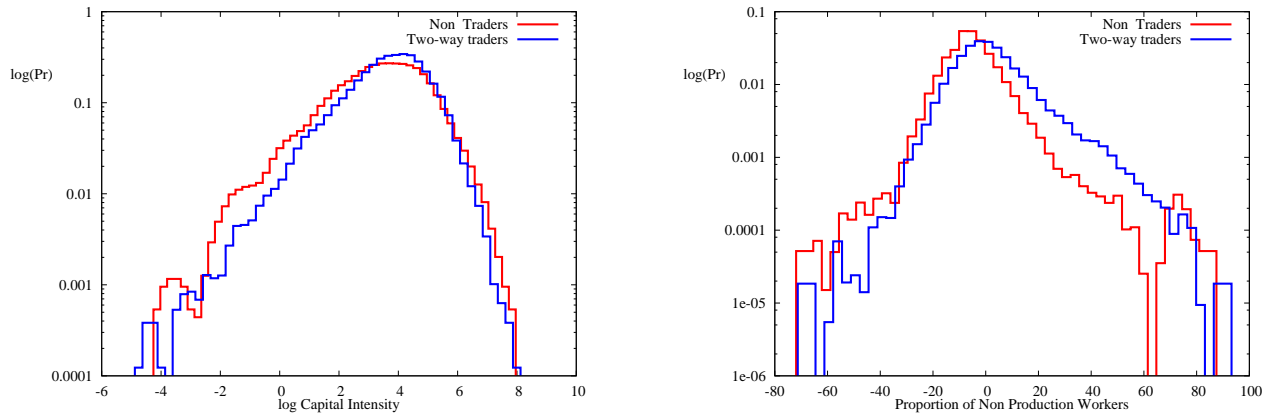 1
Non Traders
Two-way traders
log(Pr)
0.1
0.01
0.001
0.0001
-6 -4 -2 0 2 4 6 8 10
log Capital Intensity
0.1
Non Traders
Two-way traders
log(Pr)
0.01
0.001
0.0001
1e-05
1e-06
-80 -60 -40 -20 0 20 40 60 80 100
Proportion of Non Production Workers